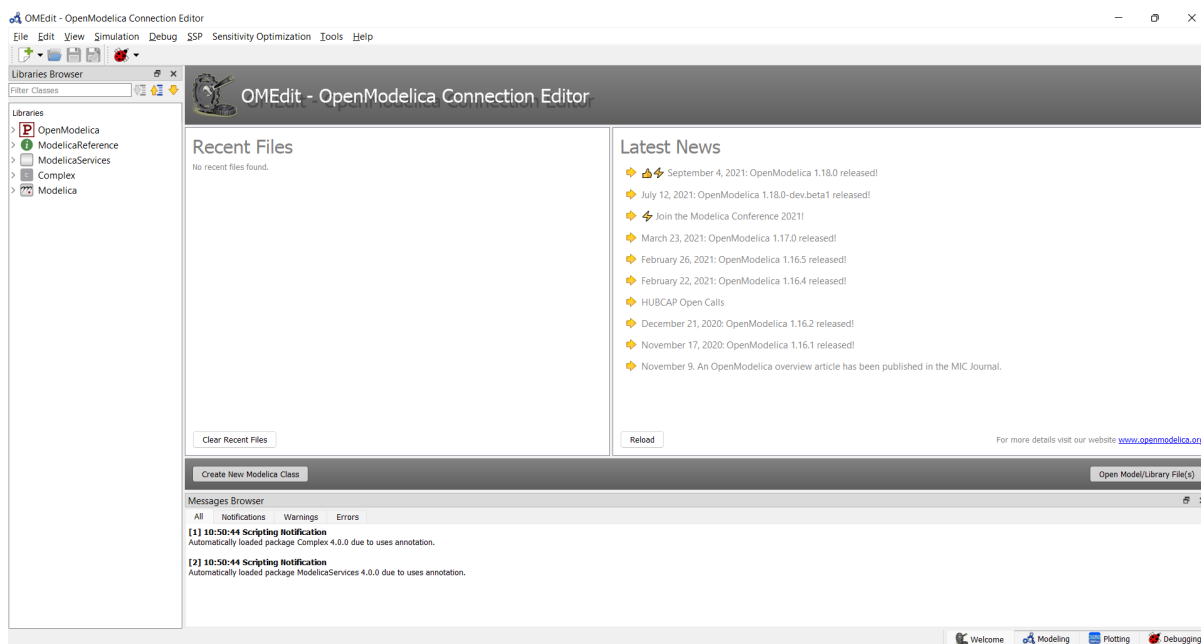 OMEdit - OpenModelica Connection Editor
File Edit View Simulation Debug SSP Sensitivity Optimization Tools Help
Libraries Browser
Filter Classes
Libraries
P OpenModelica
i ModelicaReference
ModelicaServices
C Complex
Modelica
OMEdit - OpenModelica Connection Editor
Recent Files
No recent files found.
Clear Recent Files
Latest News
September 4, 2021: OpenModelica 1.18.0 released!
July 12, 2021: OpenModelica 1.18.0-dev.beta1 released!
Join the Modelica Conference 2021!
March 23, 2021: OpenModelica 1.17.0 released!
February 26, 2021: OpenModelica 1.16.5 released!
February 22, 2021: OpenModelica 1.16.4 released!
HUBCAP Open Calls
December 21, 2020: OpenModelica 1.16.2 released!
November 17, 2020: OpenModelica 1.16.1 released!
November 9. An OpenModelica overview article has been published in the MIC Journal.
Reload
For more details visit our website www.openmodelica.org
Create New Modelica Class
Open Model/Library File(s)
Messages Browser
All Notifications Warnings Errors
[1] 10:50:44 Scripting Notification
Automatically loaded package Complex 4.0.0 due to uses annotation.
[2] 10:50:44 Scripting Notification
Automatically loaded package ModelicaServices 4.0.0 due to uses annotation.
Welcome Modeling Plotting Debugging